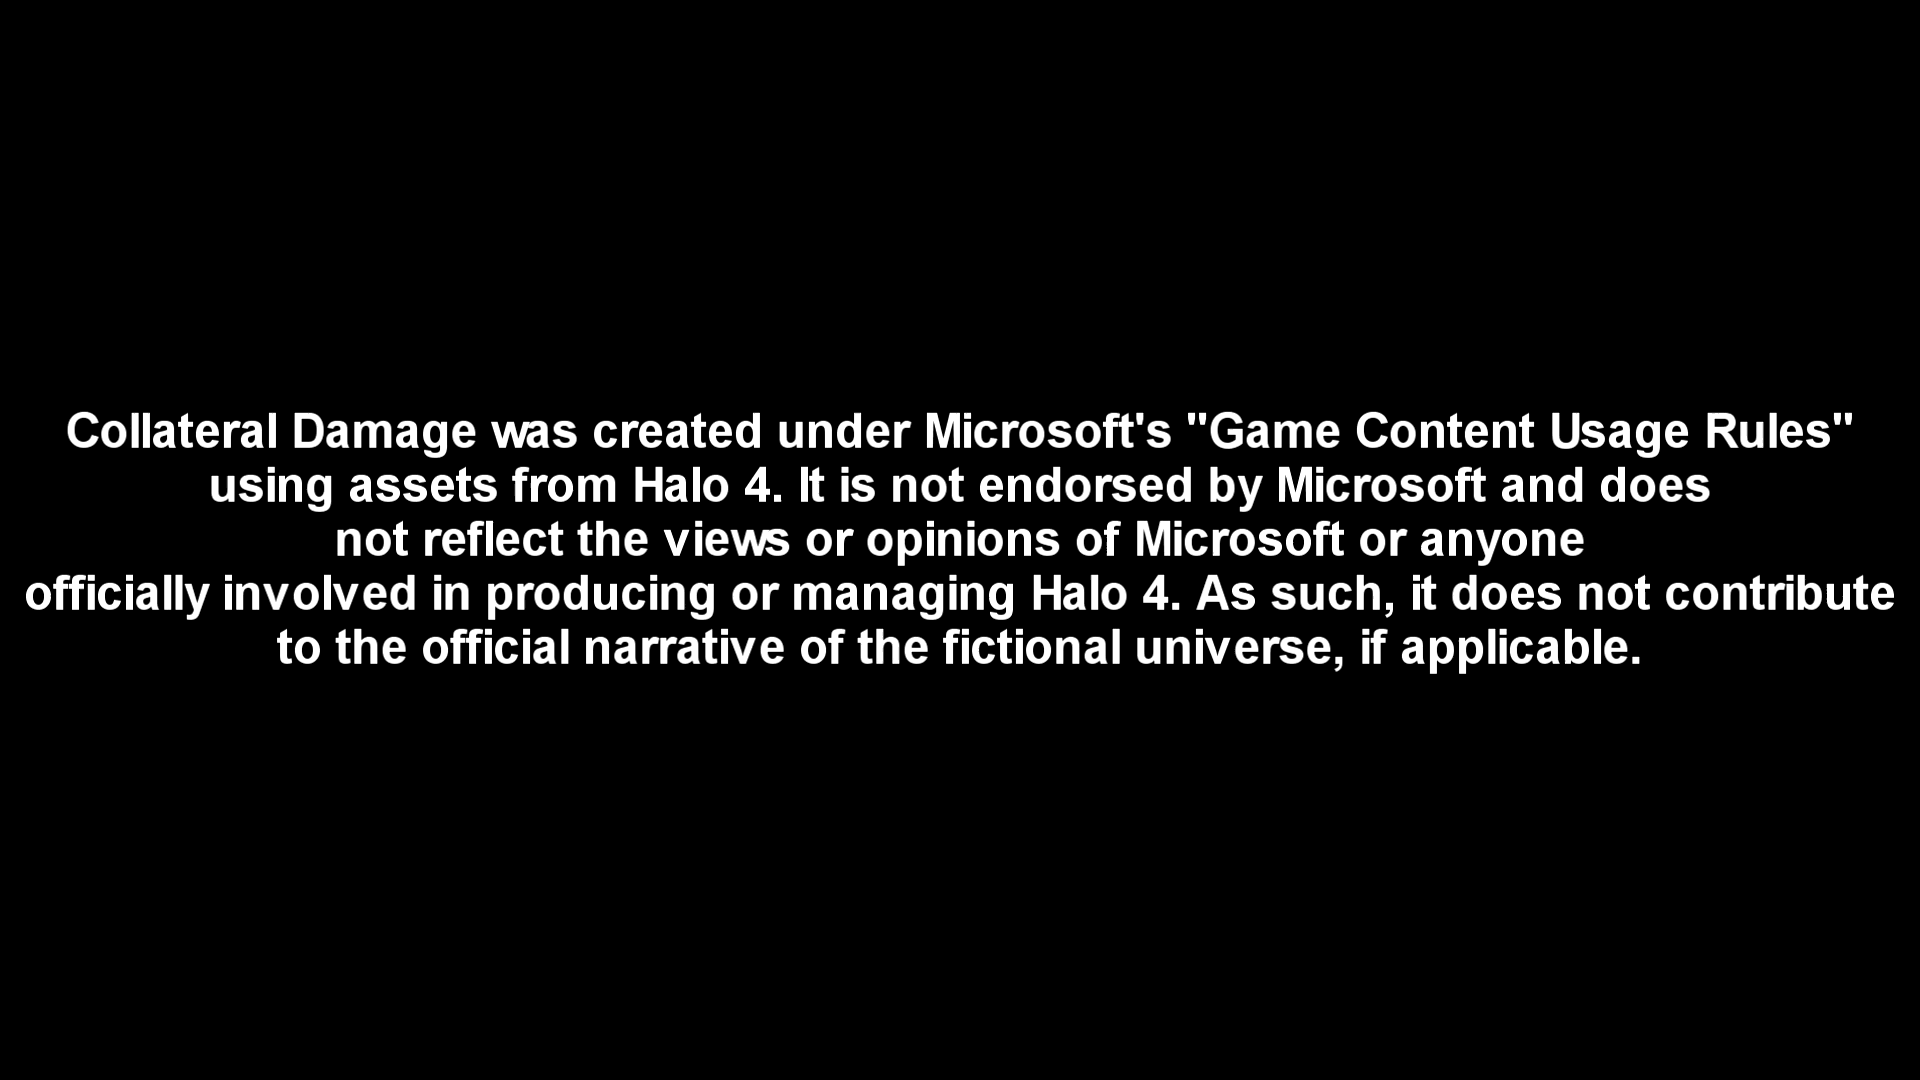 Collateral Damage was created under Microsoft's "Game Content Usage Rules"
using assets from Halo 4. It is not endorsed by Microsoft and does
not reflect the views or opinions of Microsoft or anyone
officially involved in producing or managing Halo 4. As such, it does not contribute
to the official narrative of the fictional universe, if applicable.